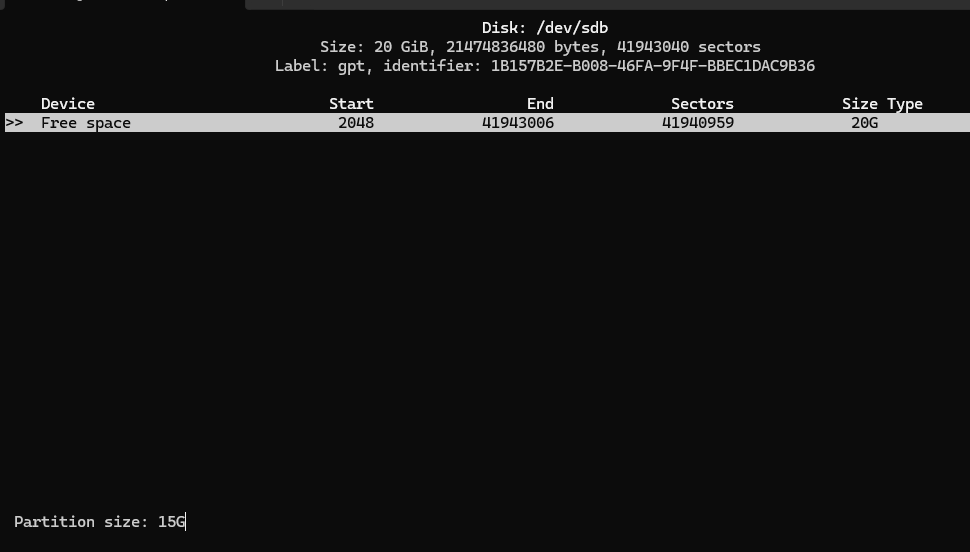 Disk: /dev/sdb
Size: 20 GiB, 21474836480 bytes, 41943040 sectors
Label: gpt, identifier: 1B157B2E-B008-46FA-9F4F-BBEC1DAC9B36
Device Start End Sectors Size Type
>> Free space 2048 41943006 41940959 20G
Partition size: 15G